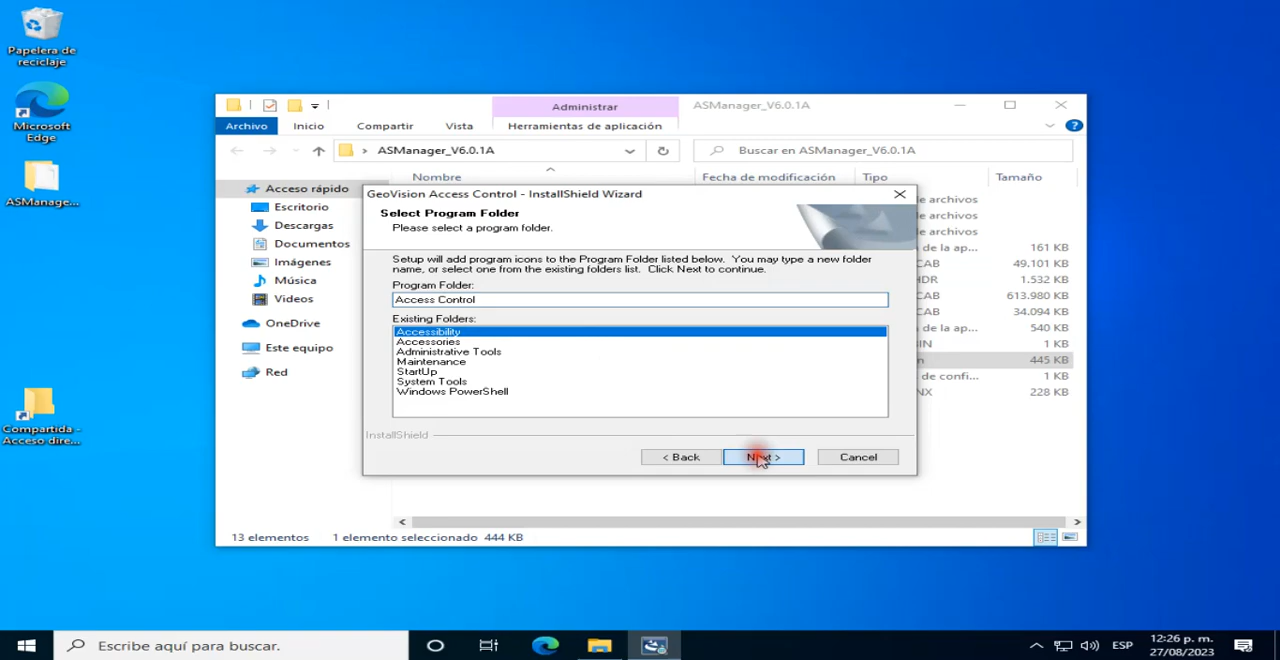 Papelera de
reciclaje
Microsoft
Edge
ASManage...
Compartida -
Acceso dire...
Administrar
ASManager_V6.0.1A
Archivo
Inicio
Compartir
Vista
Herramientas de aplicación
ASManager_V6.0.1A
Buscar en ASManager_V6.0.1A
Nombre
Fecha de modificación
Tipo
Tamaño
Acceso rápido
Escritorio
Descargas
Documentos
Imágenes
Música
Videos
OneDrive
Este equipo
Red
GeoVision Access Control - InstallShield Wizard
Select Program Folder
Please select a program folder.
Setup will add program icons to the Program Folder listed below. You may type a new folder
name, or select one from the existing folders list. Click Next to continue.
Program Folder:
Access Control
Existing Folders:
Accessibility
Accessories
Administrative Tools
Maintenance
StartUp
System Tools
Windows PowerShell
InstallShield
< Back
Next >
Cancel
e archivos
e archivos
e archivos
de la ap... 161 KB
CAB 49.101 KB
HDR 1.532 KB
CAB 613.980 KB
CAB 34.094 KB
de la ap... 540 KB
BIN 1 KB
n 445 KB
de confi... 1 KB
NX 228 KB
13 elementos
1 elemento seleccionado 444 KB
Escribe aquí para buscar.
ESP
12:26 p. m.
27/08/2023